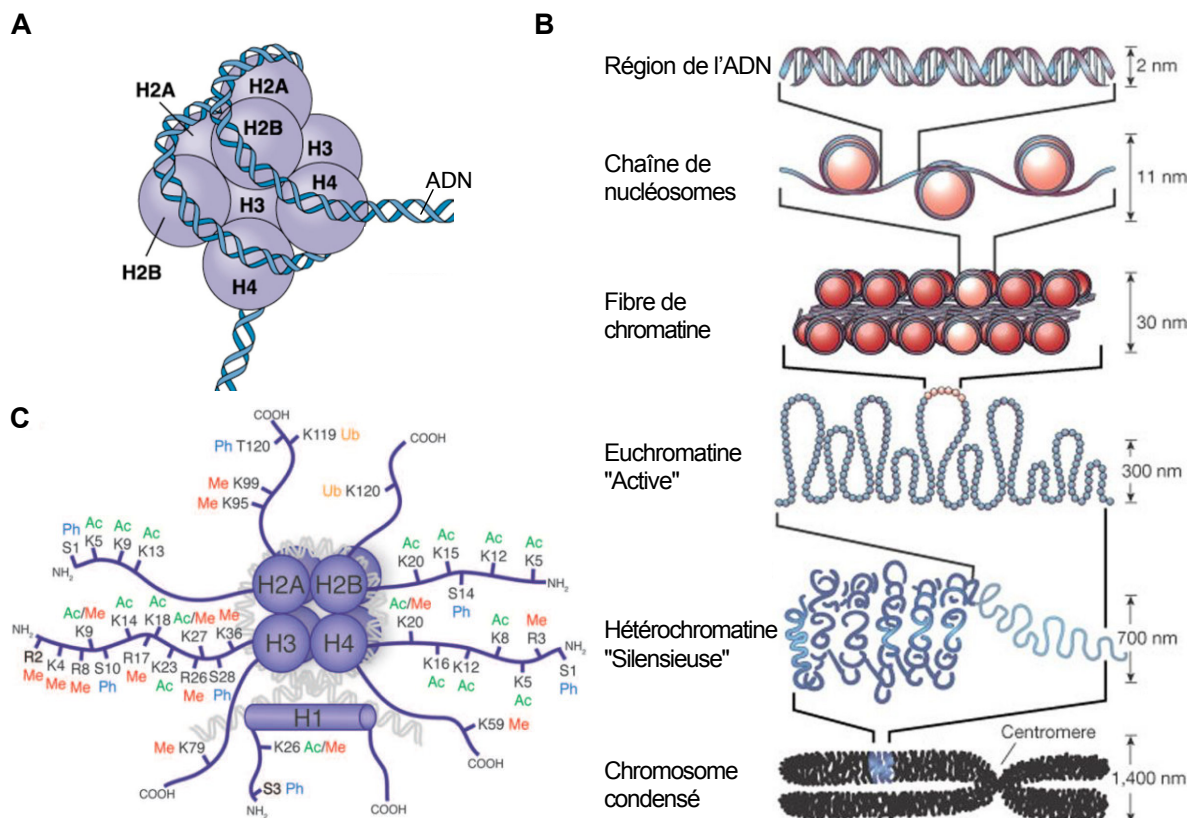 A
H2A
H2A
H2B
H3
H4
H3
H2B
H4
ADN
B
Région de l'ADN
2 nm
Chaîne de
nucléosomes
11 nm
Fibre de
chromatine
30 nm
Euchromatine
"Active"
300 nm
Hétérochromatine
"Silensieuse"
700 nm
Centromere
Chromosome
condensé
1,400 nm
C
COOH
Ph T120
K119 Ub
Me K99
Me K95
COOH
Ub K120
Ph
S1
Ac
K5
Ac
K9
Ac
K13
NH2
H2A
H2B
Ac
K20
Ac
K15
Ac
K12
Ac
K5
S14
Ph
NH2
NH2
R2
Me
K4
Me
R8
Me
Ac/Me
K9
S10
Ph
Ac
K14
R17
Me
Ac
K18
K23
Ac
Ac/Me
K27
R26
Me
S28
Ph
Me
K36
H3
H4
Ac/Me
K20
K16
Ac
K12
Ac
Ac
K8
K5
Ac
Me
R3
S1
Ph
NH2
Me K79
COOH
H1
K26 Ac/Me
S3 Ph
NH2
COOH
K59 Me
COOH